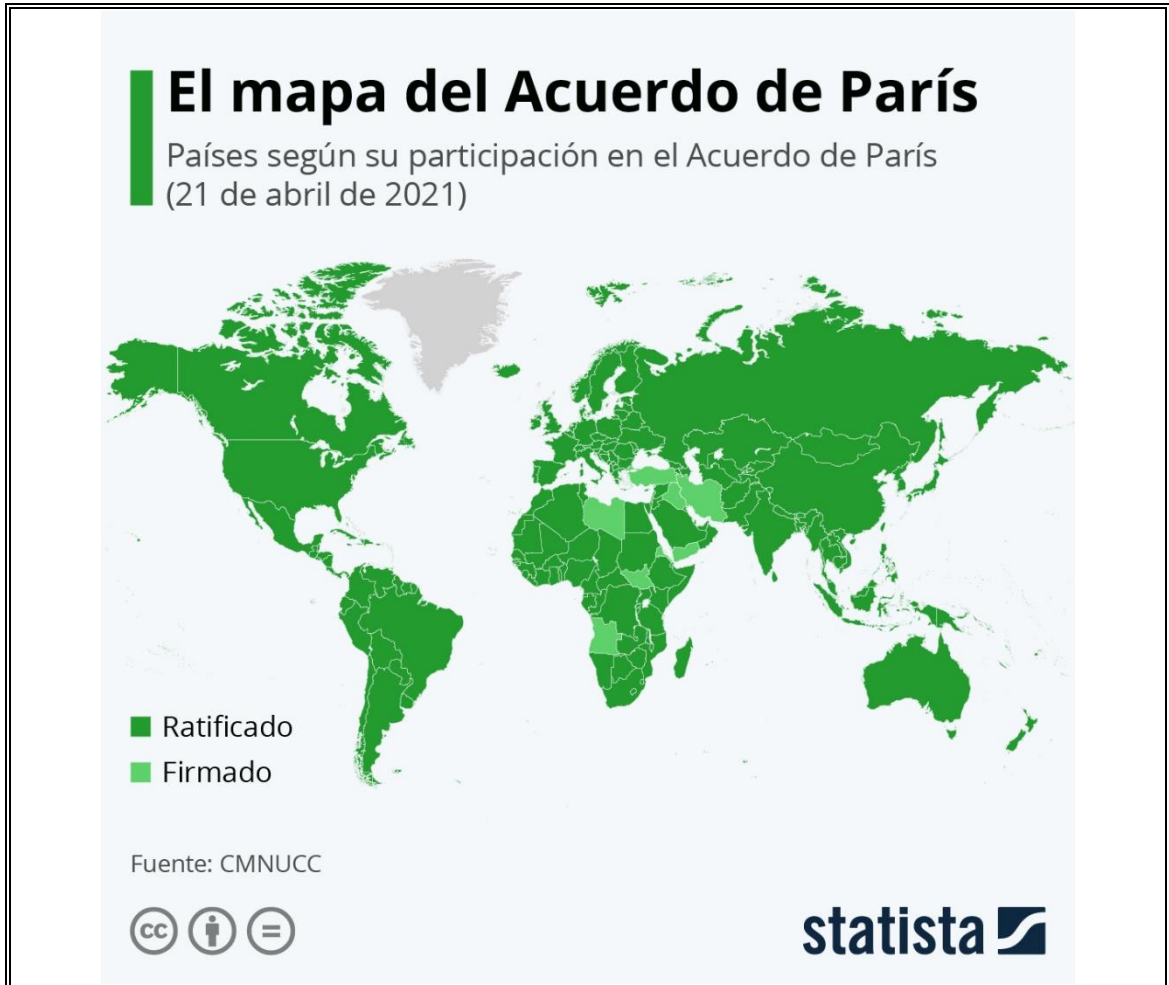 El mapa del Acuerdo de París
Países según su participación en el Acuerdo de París
(21 de abril de 2021)
Ratificado
Firmado
Fuente: CMNUCC
cc
=
statista